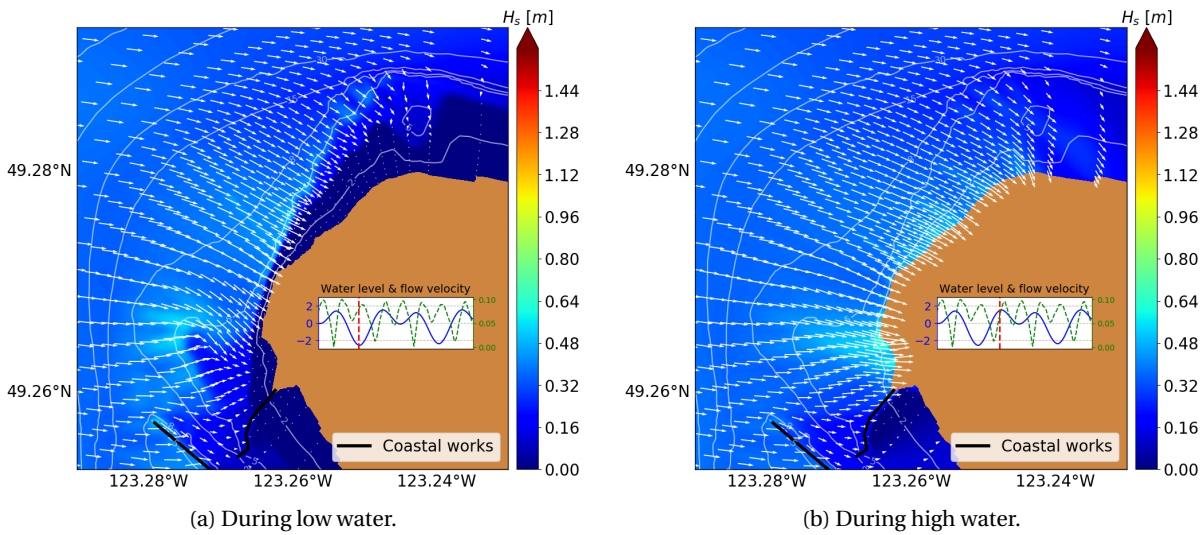 H_s [m]
1.44
1.28
1.12
0.96
0.80
0.64
0.48
0.32
0.16
0.00
49.28°N
49.26°N
123.28°W
123.26°W
123.24°W
Water level & flow velocity
2
0
−2
0.10
0.05
0.00
Coastal works
(a) During low water.
H_s [m]
1.44
1.28
1.12
0.96
0.80
0.64
0.48
0.32
0.16
0.00
49.28°N
49.26°N
123.28°W
123.26°W
123.24°W
Water level & flow velocity
2
0
−2
0.10
0.05
0.00
Coastal works
(b) During high water.